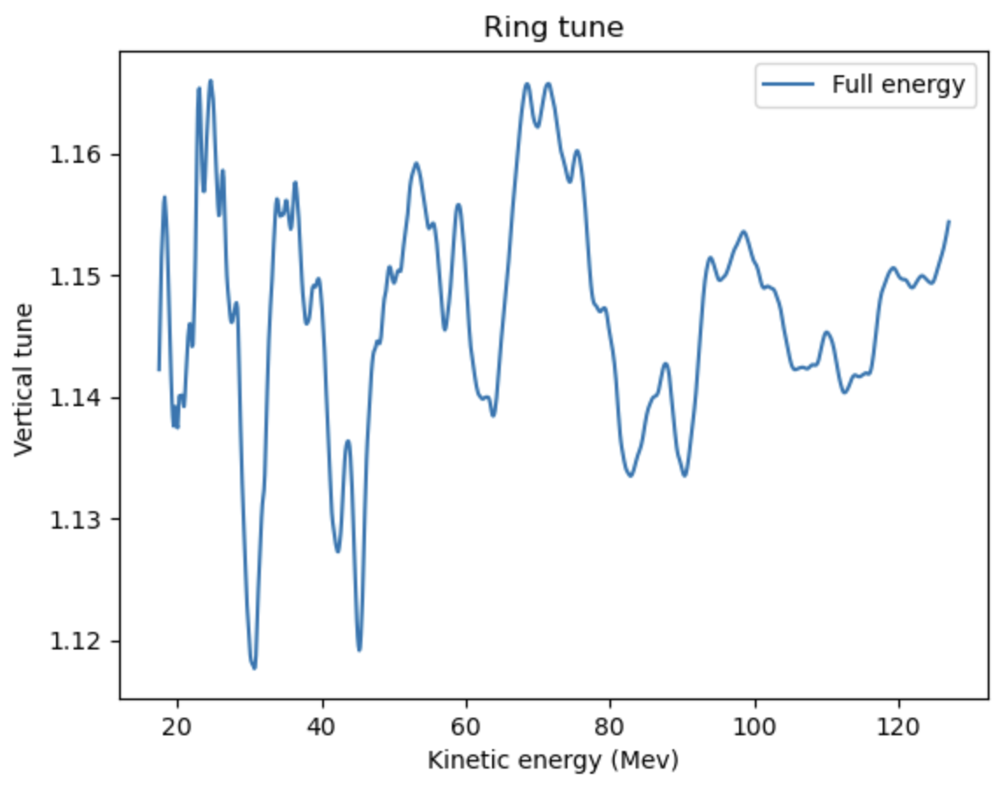 Ring tune
Full energy
1.16
1.15
1.14
1.13
1.12
Vertical tune
20 40 60 80 100 120
Kinetic energy (Mev)